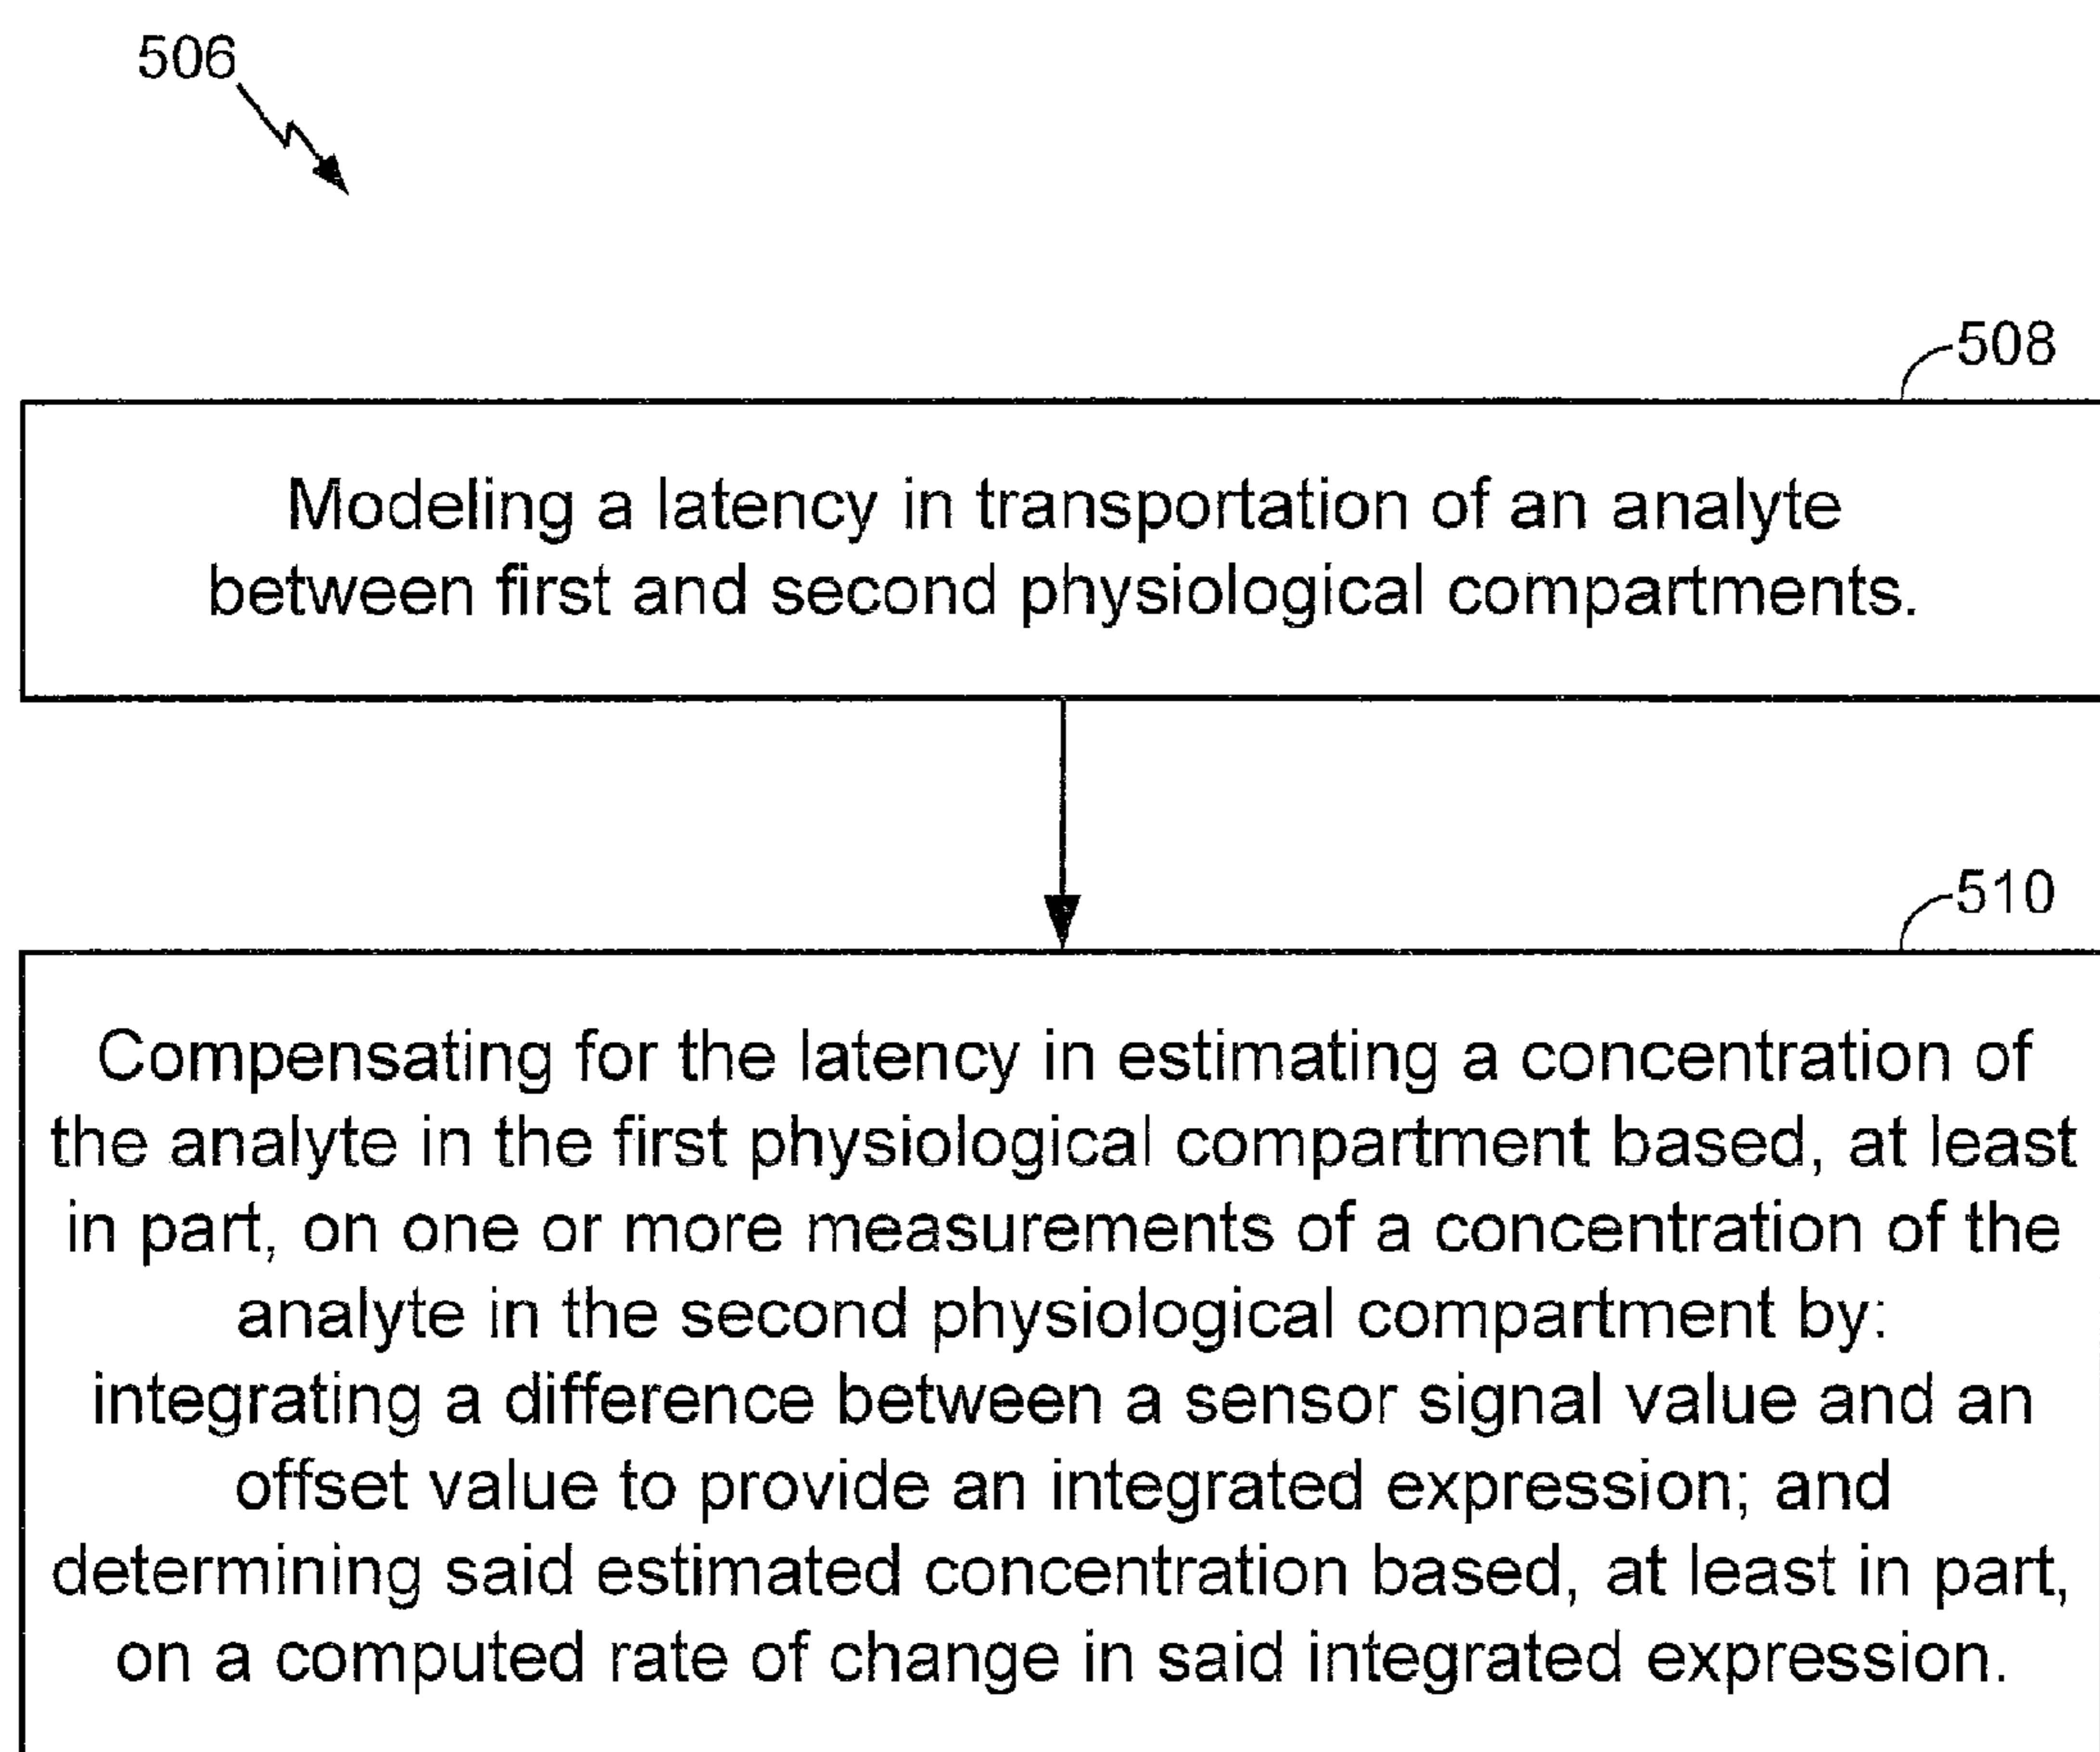 506
508
Modeling a latency in transportation of an analyte
between first and second physiological compartments.
510
Compensating for the latency in estimating a concentration of
the analyte in the first physiological compartment based, at least
in part, on one or more measurements of a concentration of the
analyte in the second physiological compartment by:
integrating a difference between a sensor signal value and an
offset value to provide an integrated expression; and
determining said estimated concentration based, at least in part,
on a computed rate of change in said integrated expression.